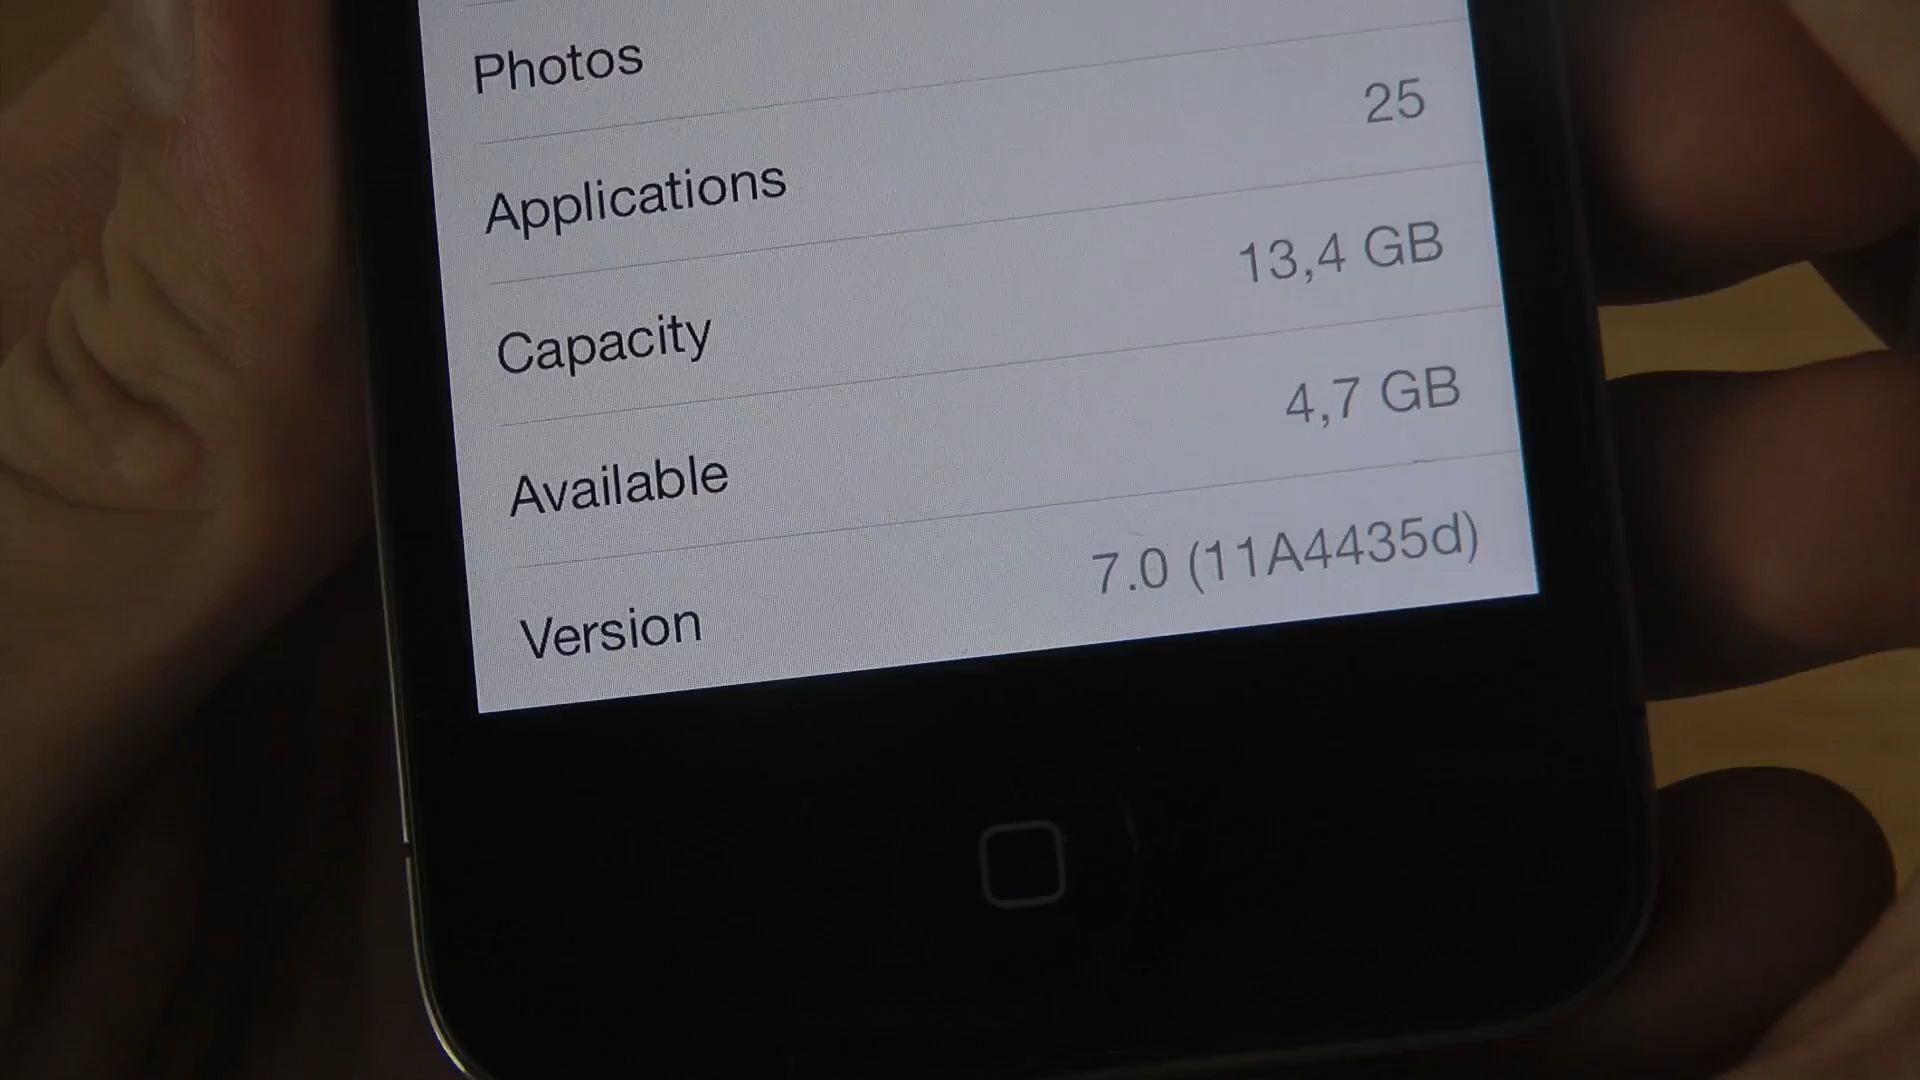 Photos
Applications 25
Capacity 13,4 GB
Available 4,7 GB
Version 7.0 (11A4435d)